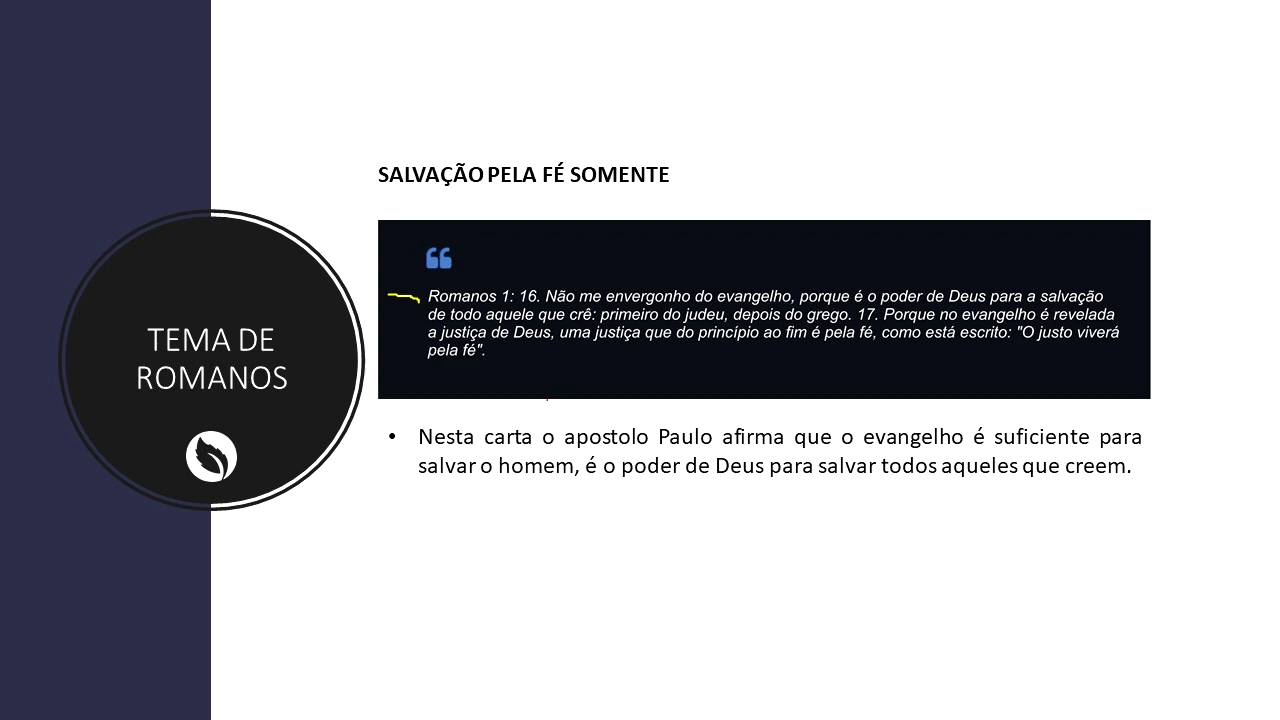 TEMA DE
ROMANOS
SALVAÇÃO PELA FÉ SOMENTE
Romanos 1: 16. Não me envergonho do evangelho, porque é o poder de Deus para a salvação
de todo aquele que crê: primeiro do judeu, depois do grego. 17. Porque no evangelho é revelada
a justiça de Deus, uma justiça que do princípio ao fim é pela fé, como está escrito: "O justo viverá
pela fé".
• Nesta carta o apostolo Paulo afirma que o evangelho é suficiente para
salvar o homem, é o poder de Deus para salvar todos aqueles que creem.